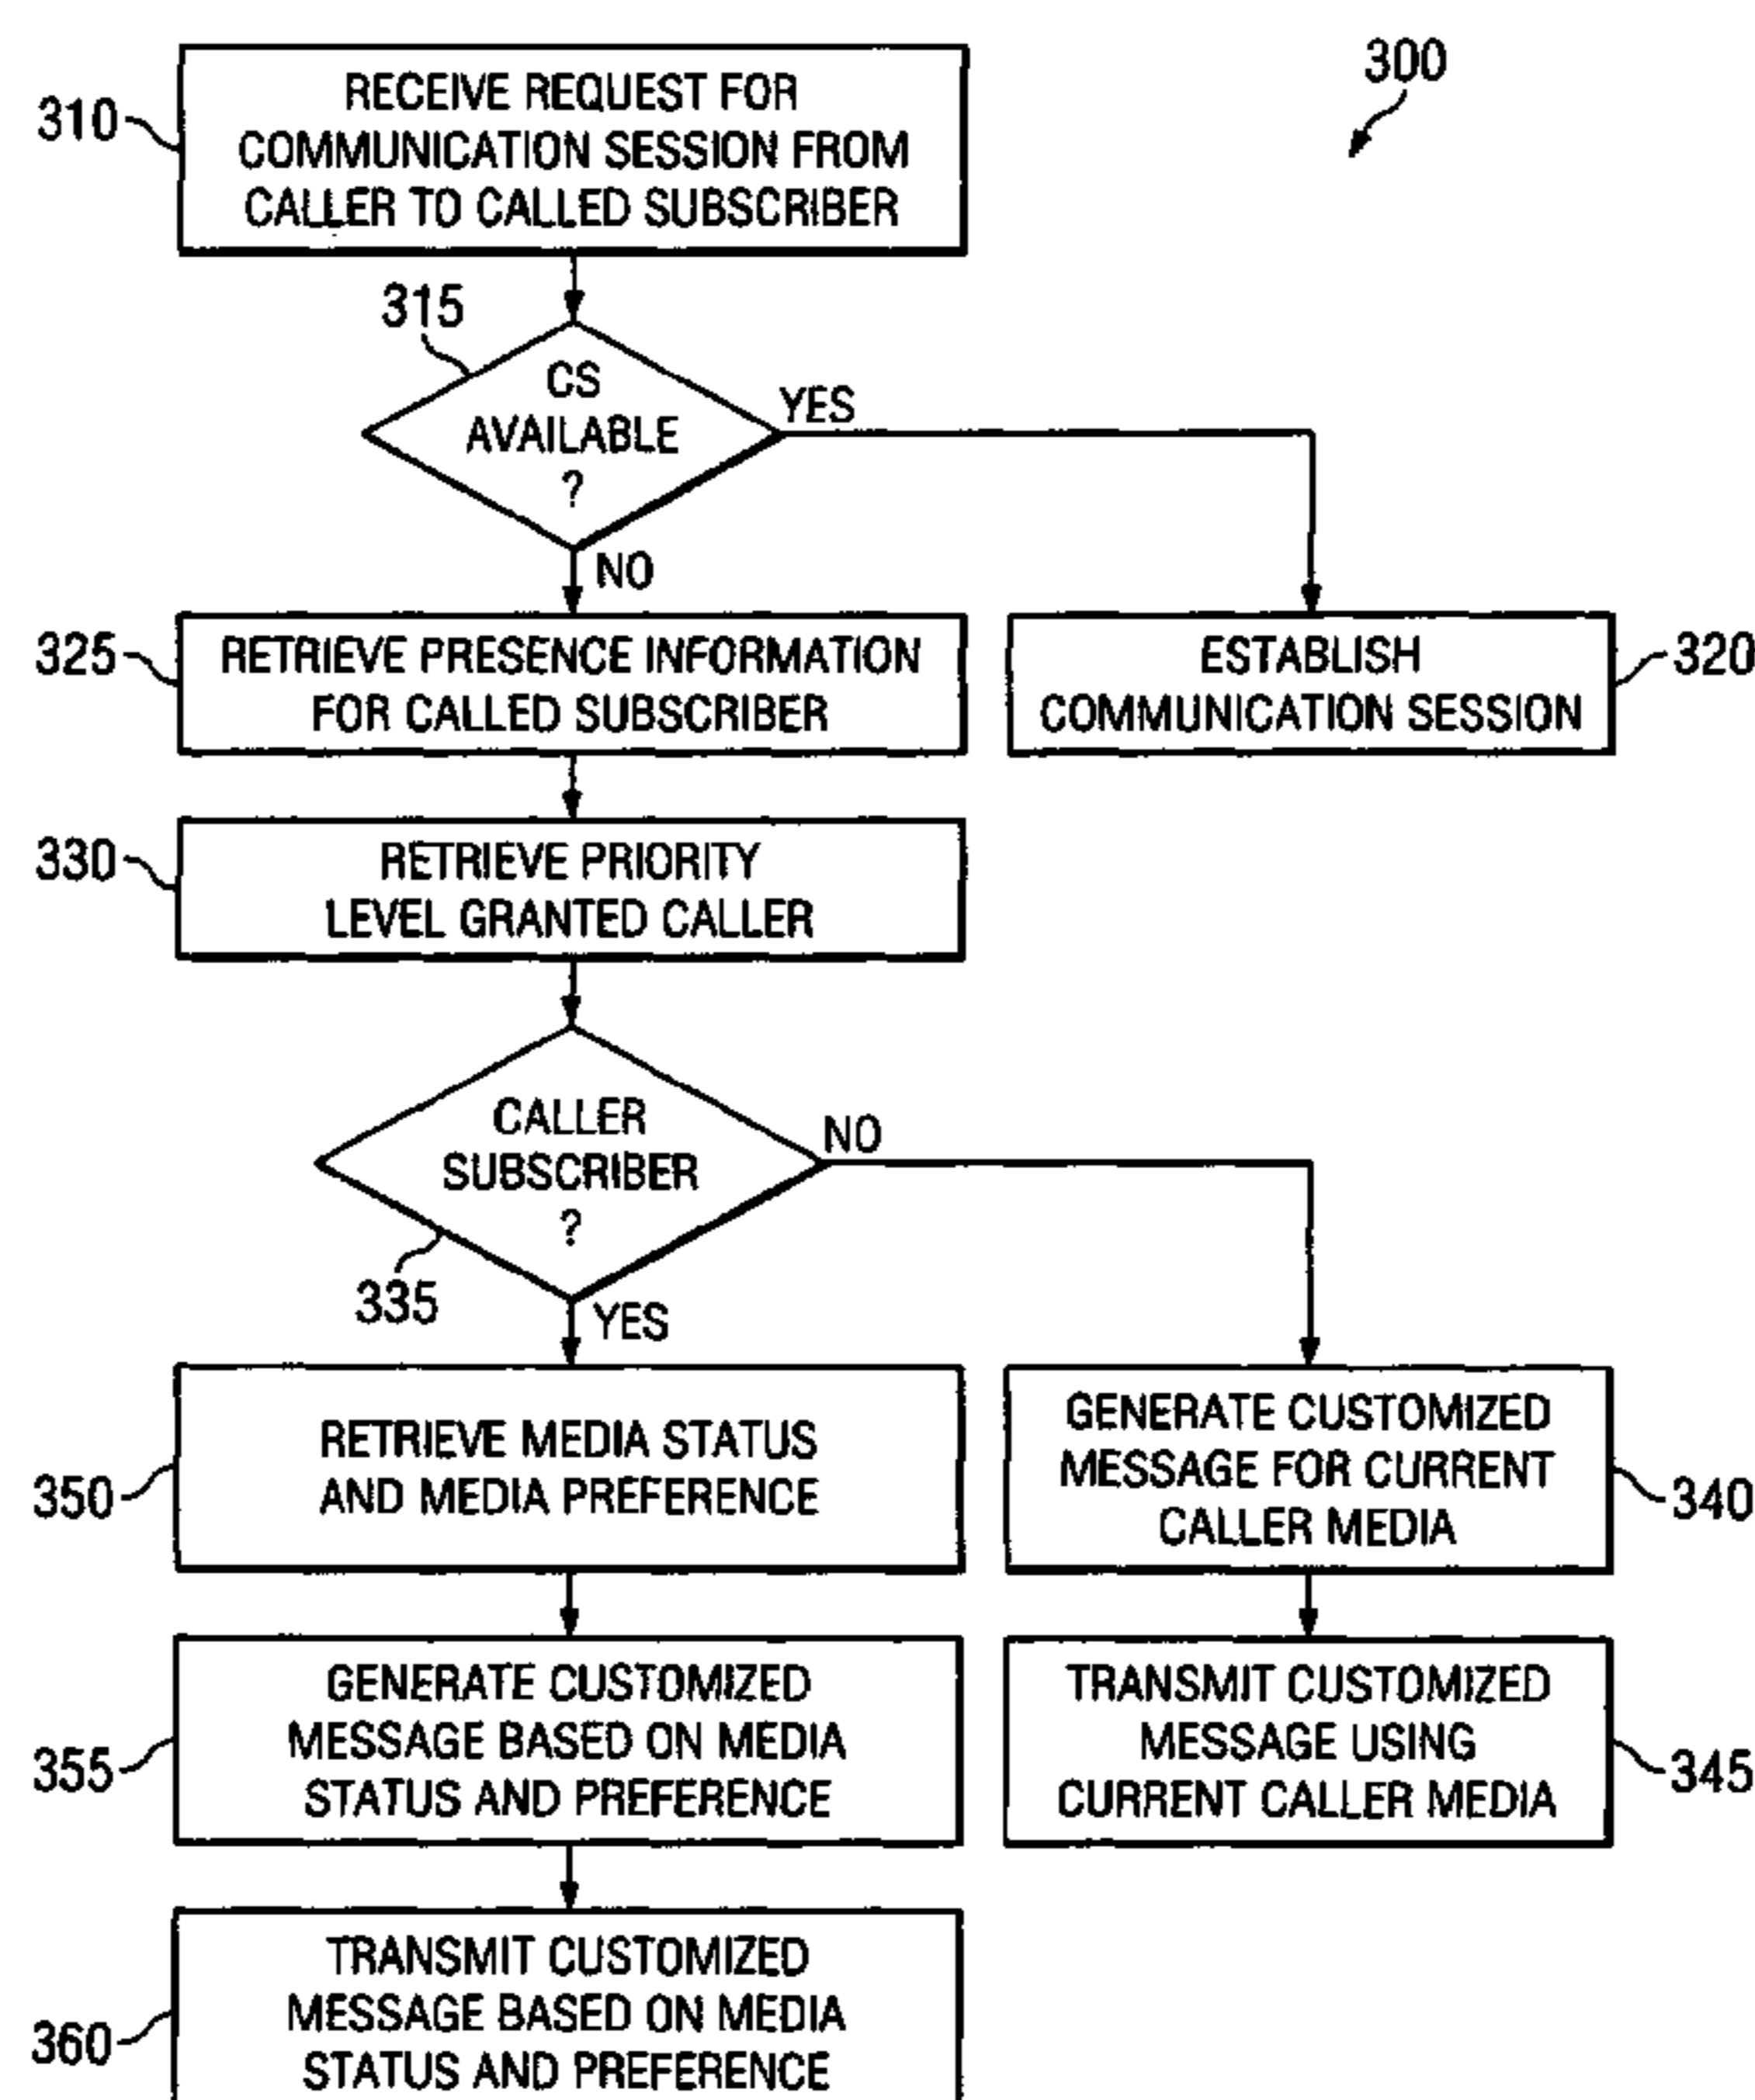 300
310
RECEIVE REQUEST FOR
COMMUNICATION SESSION FROM
CALLER TO CALLED SUBSCRIBER
315
CS
AVAILABLE
?
YES
NO
325
RETRIEVE PRESENCE INFORMATION
FOR CALLED SUBSCRIBER
ESTABLISH
COMMUNICATION SESSION
320
330
RETRIEVE PRIORITY
LEVEL GRANTED CALLER
CALLER
SUBSCRIBER
?
NO
335
YES
350
RETRIEVE MEDIA STATUS
AND MEDIA PREFERENCE
GENERATE CUSTOMIZED
MESSAGE FOR CURRENT
CALLER MEDIA
340
355
GENERATE CUSTOMIZED
MESSAGE BASED ON MEDIA
STATUS AND PREFERENCE
TRANSMIT CUSTOMIZED
MESSAGE USING
CURRENT CALLER MEDIA
345
360
TRANSMIT CUSTOMIZED
MESSAGE BASED ON MEDIA
STATUS AND PREFERENCE